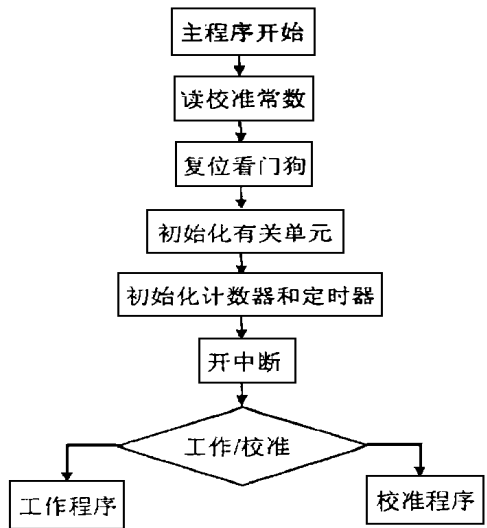 主程序开始
读校准常数
复位看门狗
初始化有关单元
初始化计数器和定时器
开中断
工作/校准
工作程序
校准程序